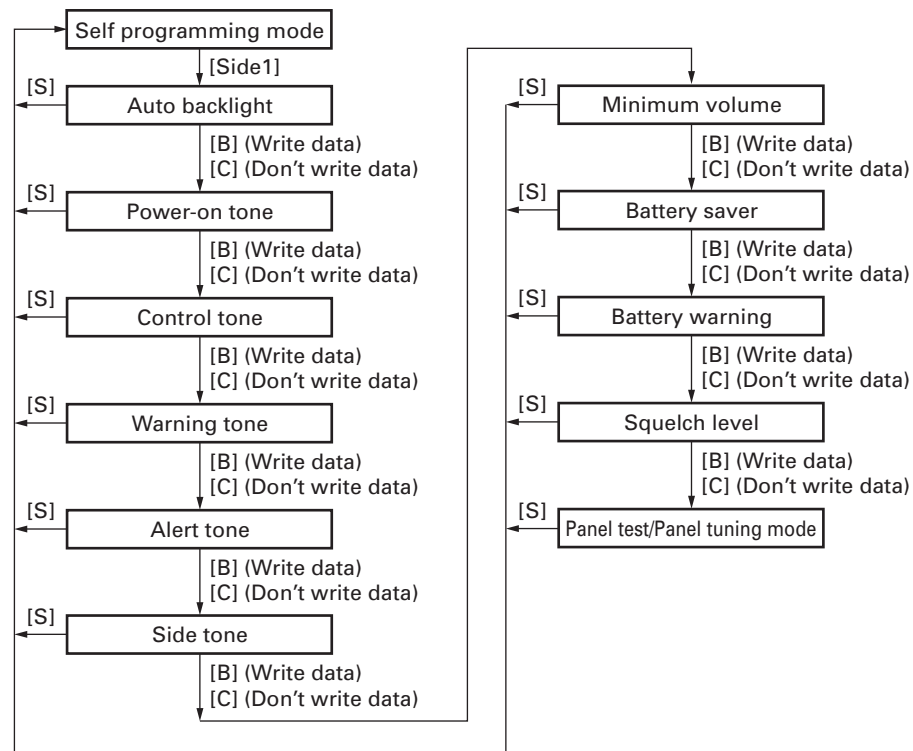 Self programming mode
[Side1]
[S]
Auto backlight
[B] (Write data)
[C] (Don't write data)
[S]
Power-on tone
[B] (Write data)
[C] (Don't write data)
[S]
Control tone
[B] (Write data)
[C] (Don't write data)
[S]
Warning tone
[B] (Write data)
[C] (Don't write data)
[S]
Alert tone
[B] (Write data)
[C] (Don't write data)
[S]
Side tone
[B] (Write data)
[C] (Don't write data)
[S]
Minimum volume
[B] (Write data)
[C] (Don't write data)
[S]
Battery saver
[B] (Write data)
[C] (Don't write data)
[S]
Battery warning
[B] (Write data)
[C] (Don't write data)
[S]
Squelch level
[B] (Write data)
[C] (Don't write data)
[S]
Panel test/Panel tuning mode